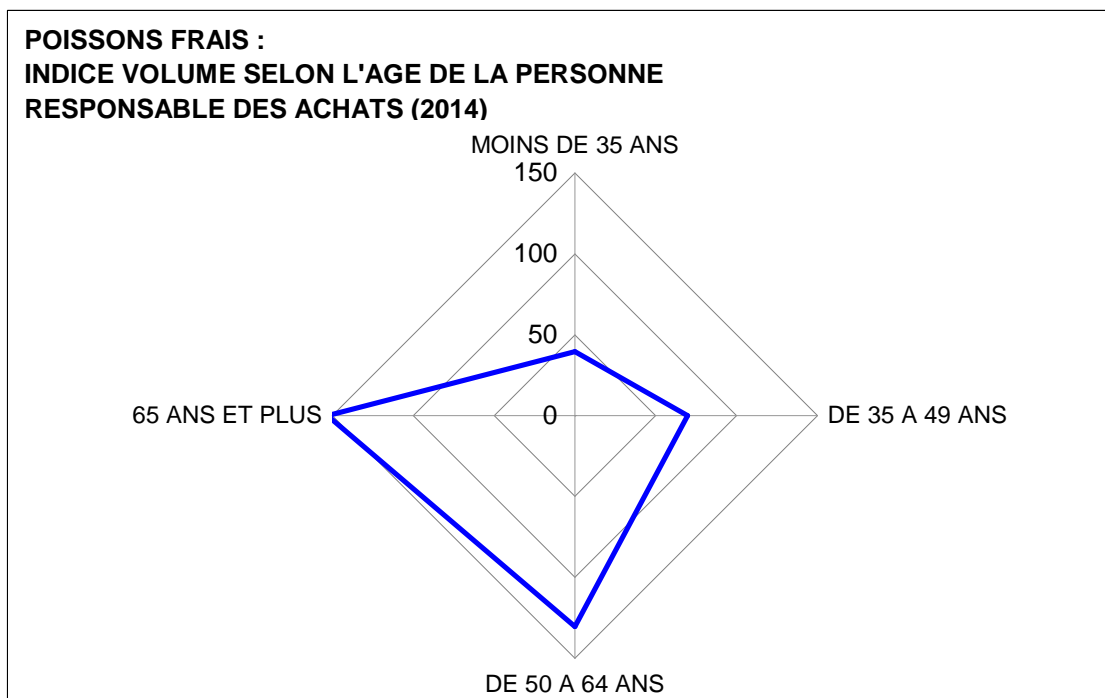 POISSONS FRAIS :
INDICE VOLUME SELON L'AGE DE LA PERSONNE
RESPONSABLE DES ACHATS (2014)
MOINS DE 35 ANS
150
100
50
0
65 ANS ET PLUS
DE 35 A 49 ANS
DE 50 A 64 ANS